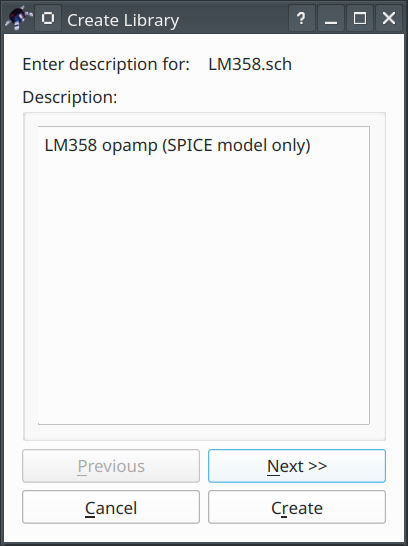 Create Library
Enter description for: LM358.sch
Description:
LM358 opamp (SPICE model only)
Previous
Next >>
Cancel
Create